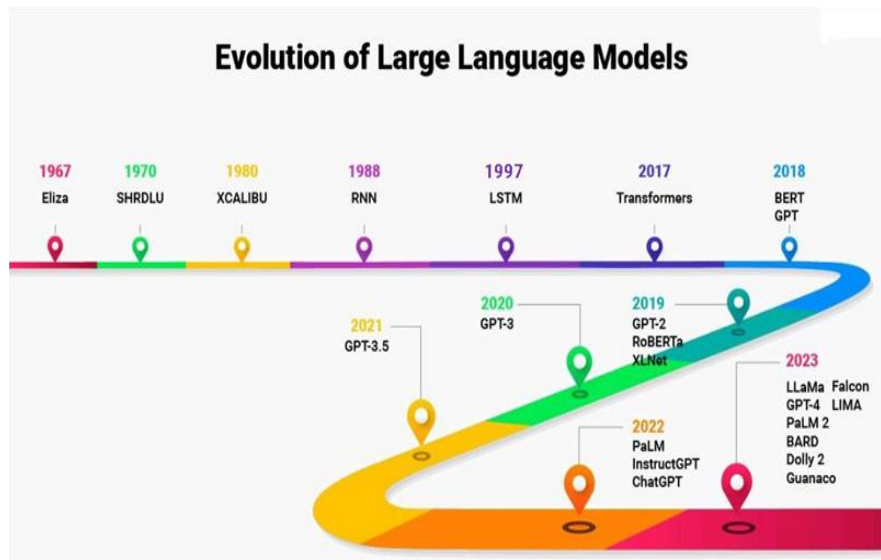 Evolution of Large Language Models
1967
Eliza
1970
SHRDLU
1980
XCALIBU
1988
RNN
1997
LSTM
2017
Transformers
2018
BERT
GPT
2019
GPT-2
RoBERTa
XLNet
2020
GPT-3
2021
GPT-3.5
2022
PaLM
InstructGPT
ChatGPT
2023
LLaMa Falcon
GPT-4 LIMA
PaLM 2
BARD
Dolly 2
Guanaco